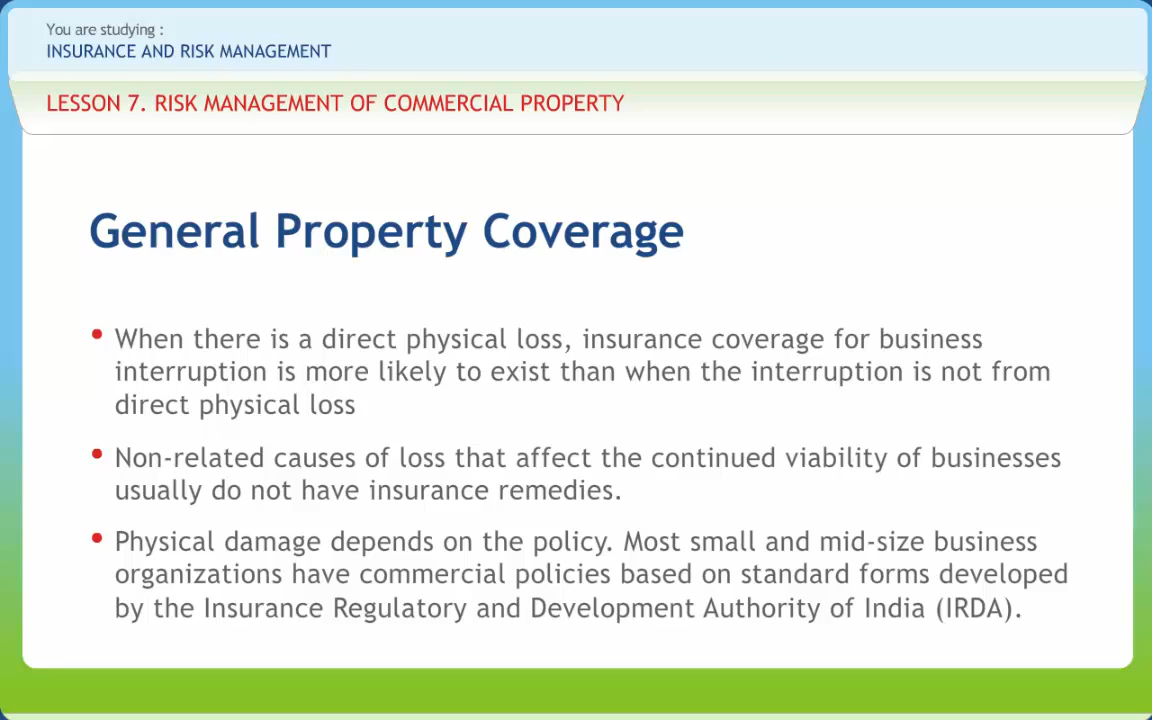 You are studying :
INSURANCE AND RISK MANAGEMENT
LESSON 7. RISK MANAGEMENT OF COMMERCIAL PROPERTY
General Property Coverage
• When there is a direct physical loss, insurance coverage for business
interruption is more likely to exist than when the interruption is not from
direct physical loss
• Non-related causes of loss that affect the continued viability of businesses
usually do not have insurance remedies.
• Physical damage depends on the policy. Most small and mid-size business
organizations have commercial policies based on standard forms developed
by the Insurance Regulatory and Development Authority of India (IRDA).